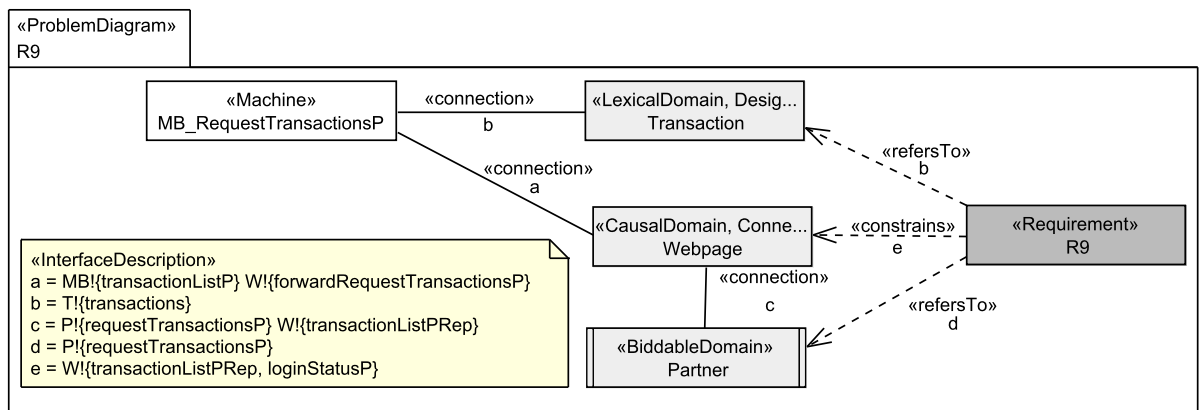 «ProblemDiagram»
R9
«Machine»
MB_RequestTransactionsP
«connection»
b
«LexicalDomain, Desig...
Transaction
«refersTo»
b
«connection»
a
«CausalDomain, Conne...
Webpage
«constrains»
e
«Requirement»
R9
«connection»
c
«refersTo»
d
«BiddableDomain»
Partner
«InterfaceDescription»
a = MB!{transactionListP} W!{forwardRequestTransactionsP}
b = T!{transactions}
c = P!{requestTransactionsP} W!{transactionListPRep}
d = P!{requestTransactionsP}
e = W!{transactionListPRep, loginStatusP}